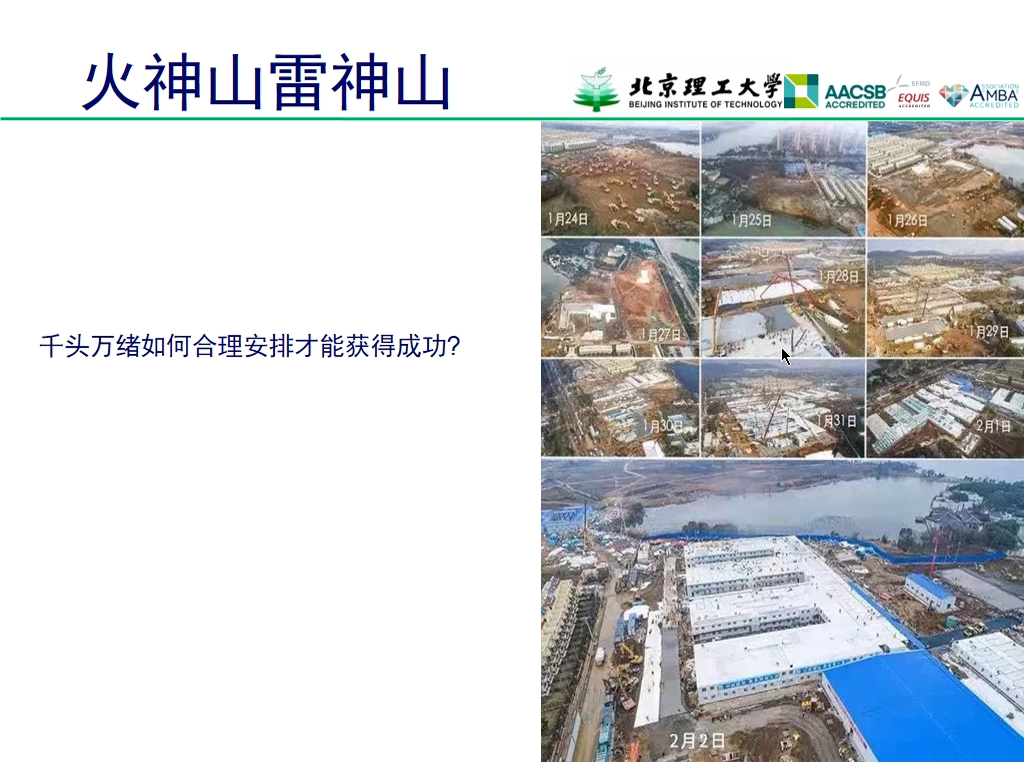 火神山雷神山
北京理工大学
BEIJING INSTITUTE OF TECHNOLOGY
AACSB
ACCREDITED
EFMD
EQUIS
ACCREDITED
ASSOCIATION
AMBA
ACCREDITED
1月24日
1月25日
1月26日
1月27日
1月28日
1月29日
千头万绪如何合理安排才能获得成功?
1月30日
1月31日
2月1日
2月2日